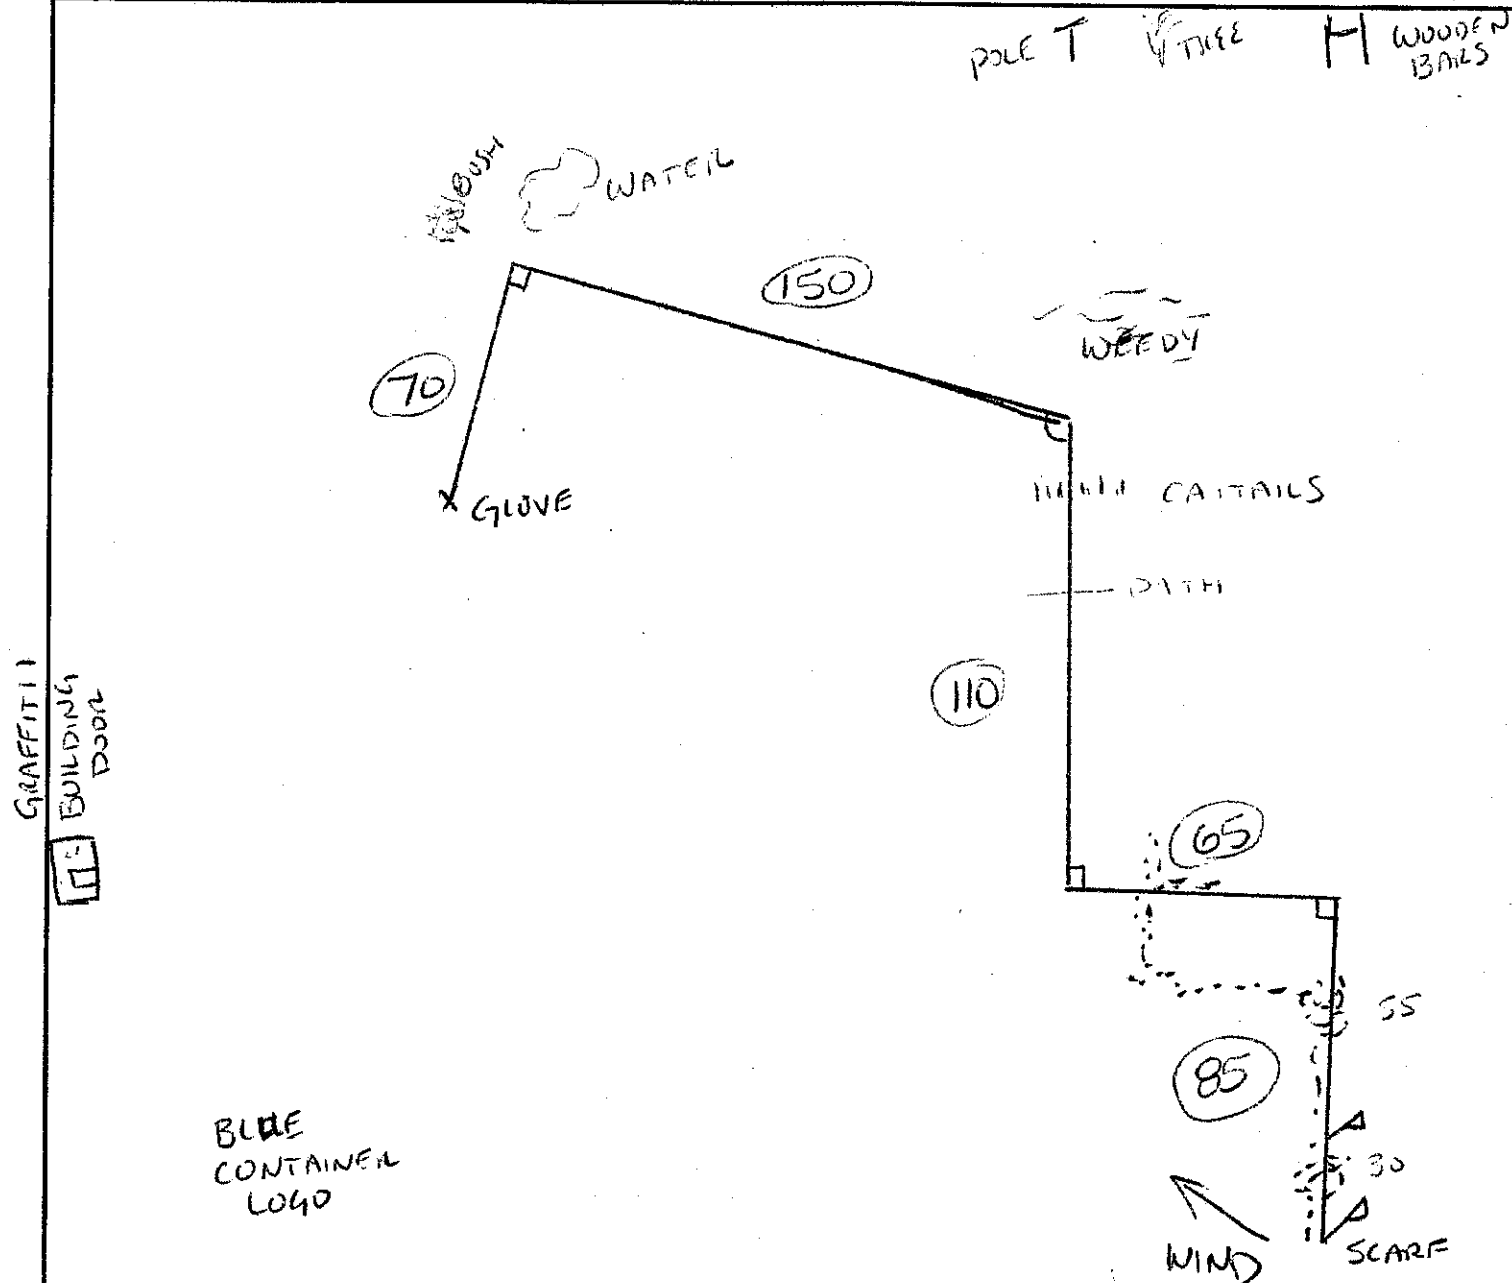 POLE T TREE WOODEN
BARS
BUSH
WATER
150
WEEDY
70
GLOVE
CATTAILS
PATH
110
GRAFFITI
BUILDING
DOOR
65
55
85
BLUE
CONTAINER
LOGO
30
WIND
SCARF